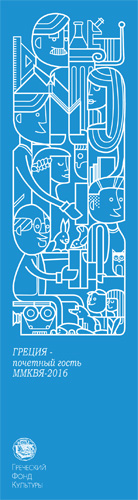 ГРЕЦИЯ -
почетный гость
ММКВЯ-2016
Греческий
Фонд
Культуры